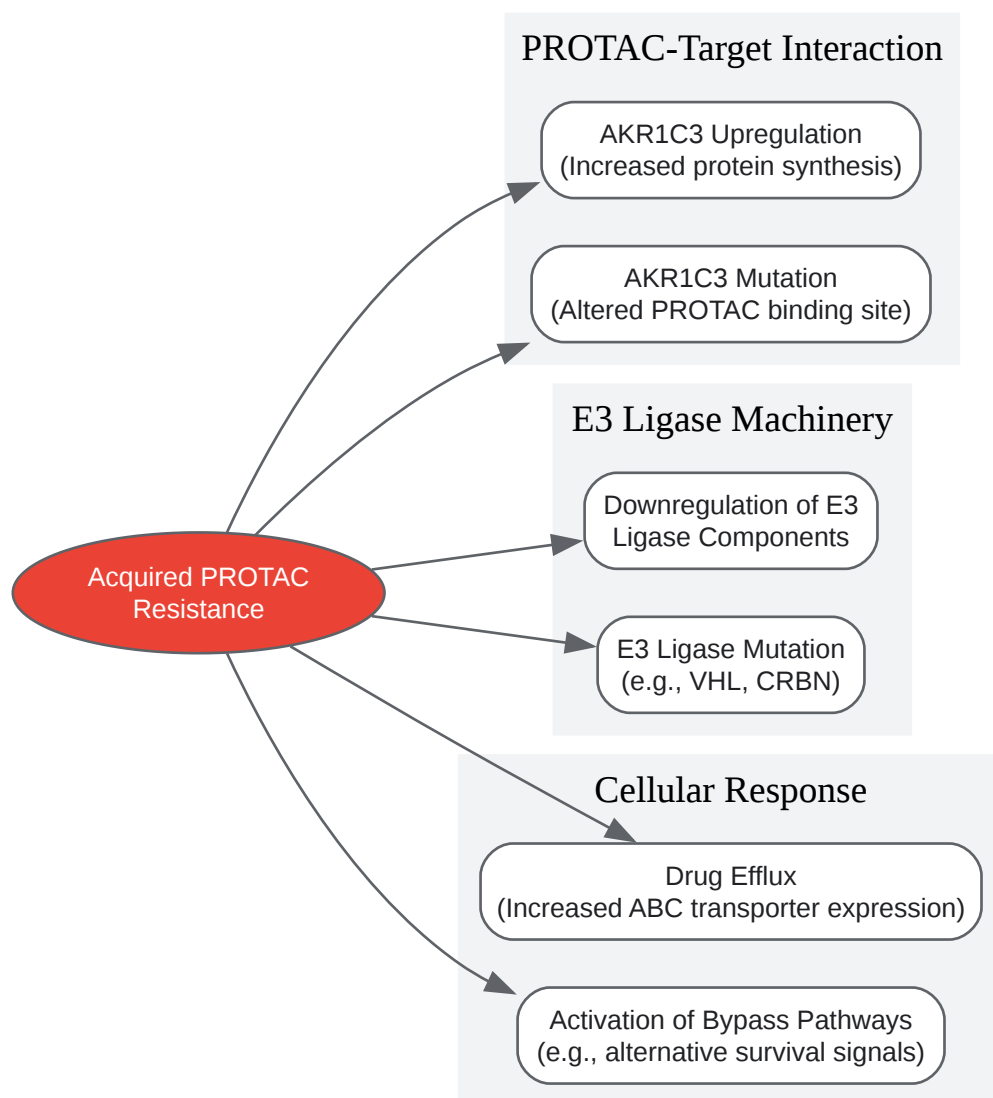 PROTAC-Target Interaction
AKR1C3 Upregulation
(Increased protein synthesis)
AKR1C3 Mutation
(Altered PROTAC binding site)
E3 Ligase Machinery
Downregulation of E3
Ligase Components
Acquired PROTAC
Resistance
E3 Ligase Mutation
(e.g., VHL, CRBN)
Cellular Response
Drug Efflux
(Increased ABC transporter expression)
Activation of Bypass Pathways
(e.g., alternative survival signals)